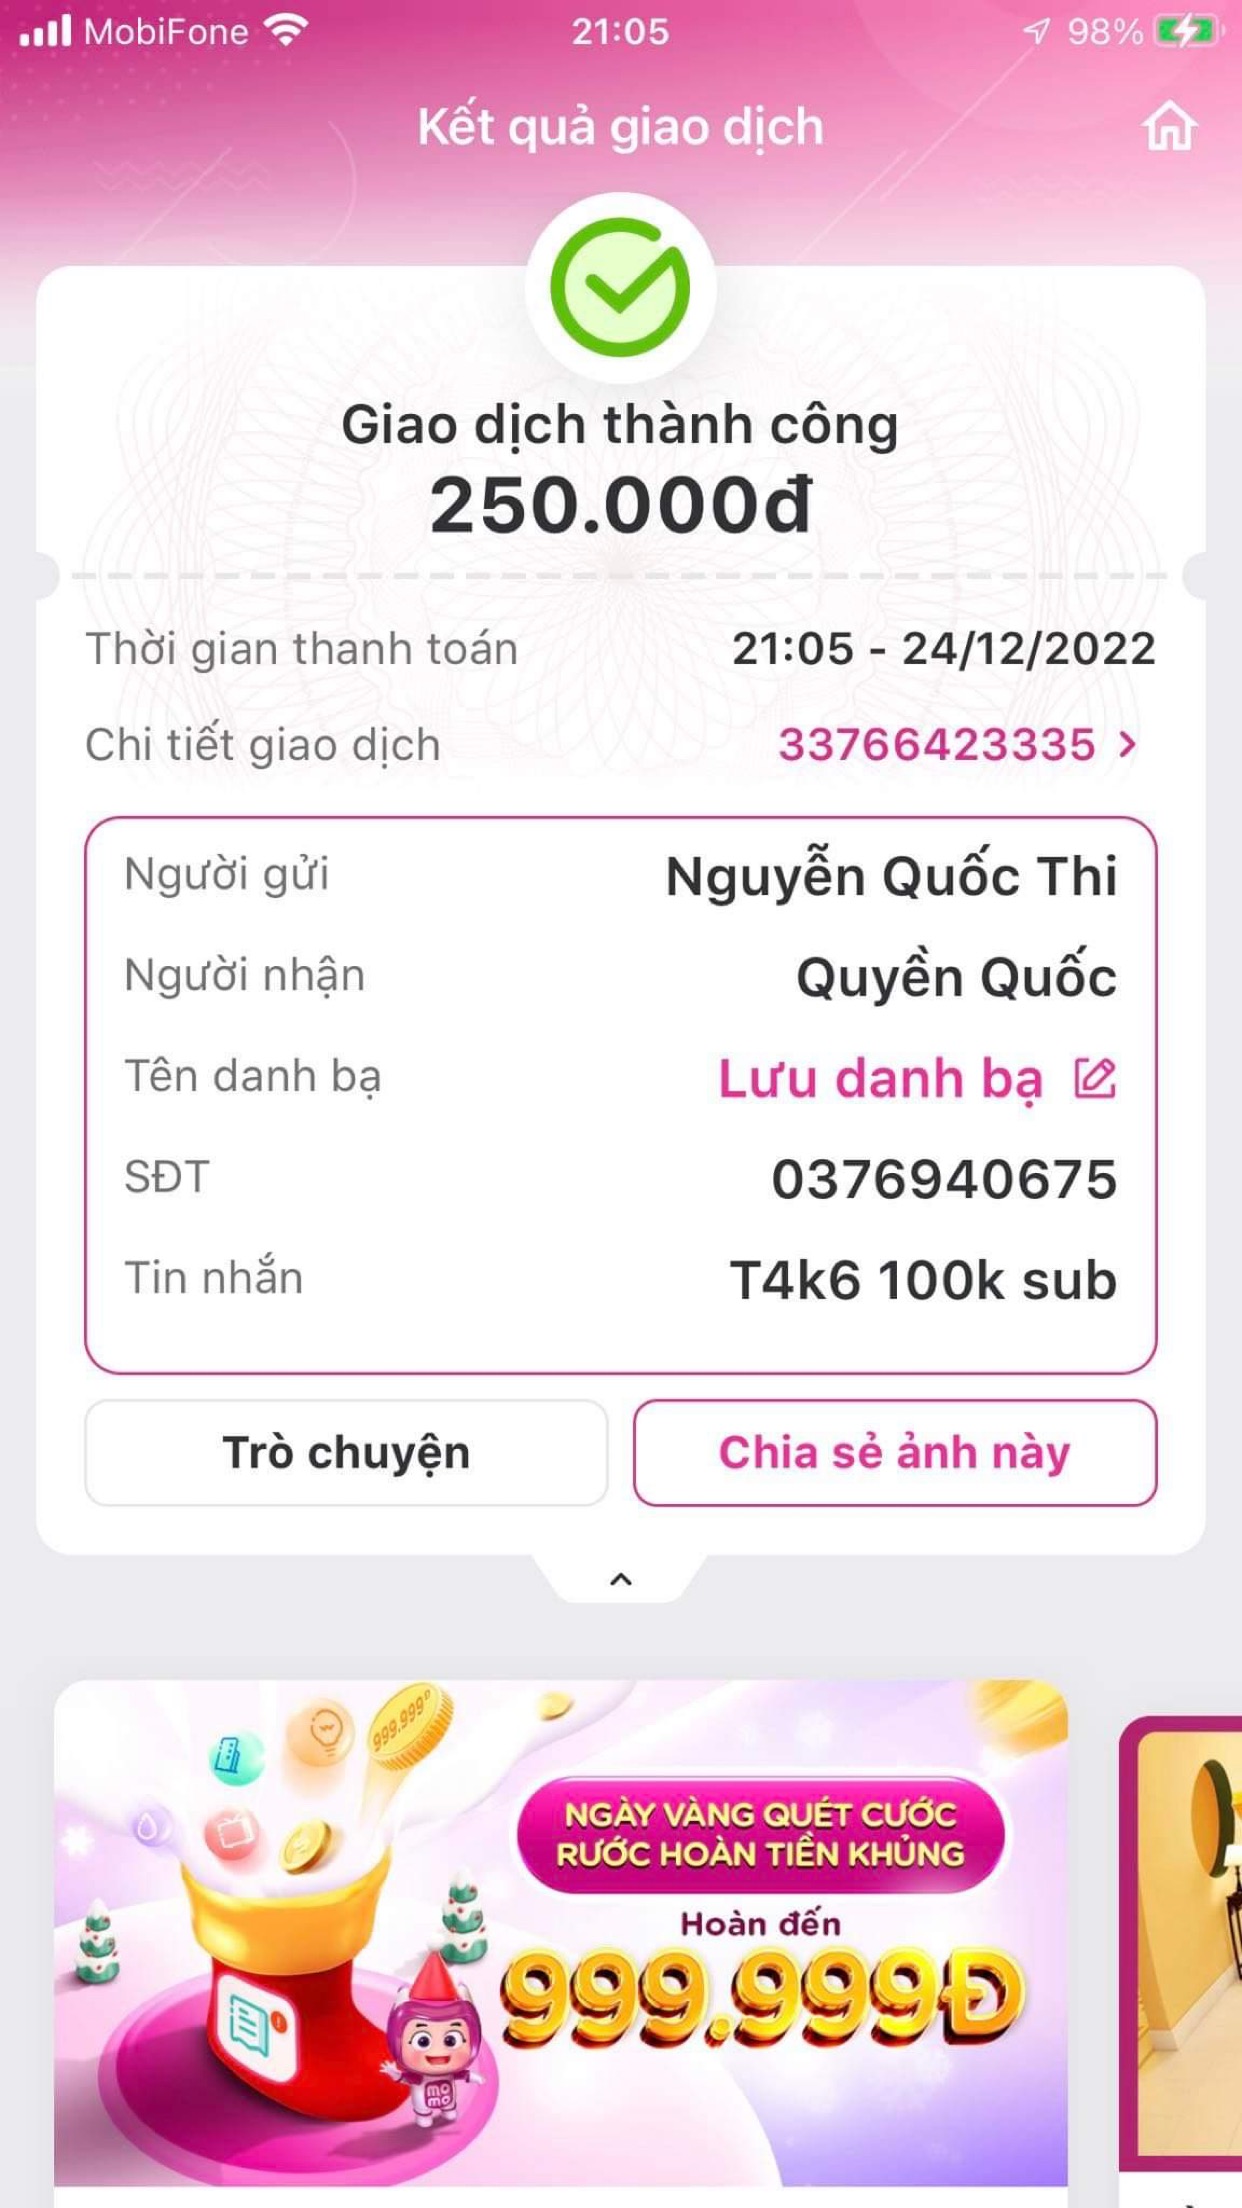 MobiFone
21:05
98%
Kết quả giao dịch
Giao dịch thành công
250.000đ
Thời gian thanh toán 21:05 - 24/12/2022
Chi tiết giao dịch 33766423335 >
Người gửi Nguyễn Quốc Thi
Người nhận Quyền Quốc
Tên danh bạ Lưu danh bạ
SĐT 0376940675
Tin nhắn T4k6 100k sub
Trò chuyện
Chia sẻ ảnh này
999.999Đ
NGÀY VÀNG QUÉT CƯỚC
RƯỚC HOÀN TIỀN KHỦNG
Hoàn đến
999.999Đ
mo
mo